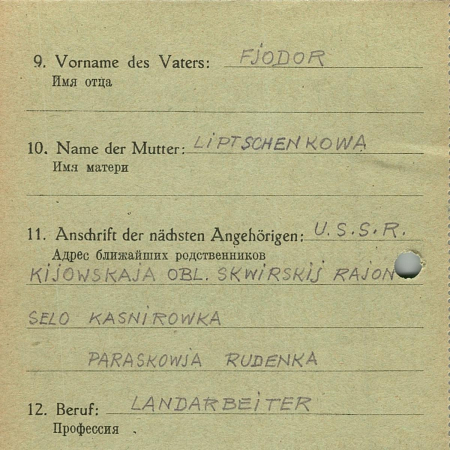 9. Vorname des Vaters: FJODOR
Имя отца
10. Name der Mutter: LIPTSCHENKOWA
Имя матери
11. Anschrift der nächsten Angehörigen: U.S.S.R.
Адрес ближайших родственников
KIJOWSKAJA OBL. SKWIRSKIJ RAJON
SELO KASNIROWKA
PARASKOWJA RUDENKA
12. Beruf: LANDARBEITER
Профессия